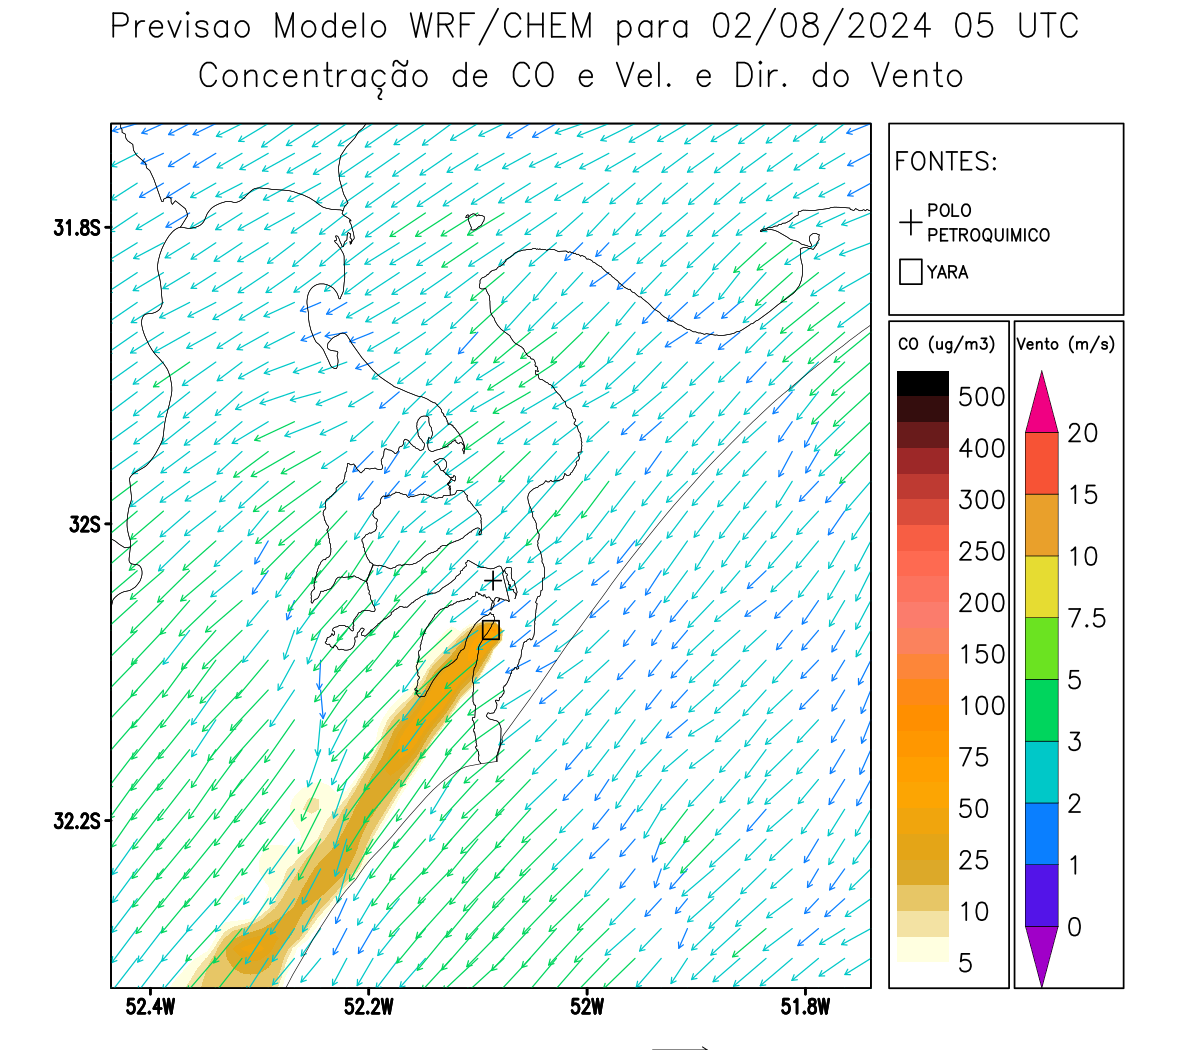 Previsao Modelo WRF/CHEM para 02/08/2024 05 UTC
Concentração de CO e Vel. e Dir. do Vento
FONTES:
POLO
PETROQUIMICO
YARA
CO (ug/m3)
500
400
300
250
200
150
100
75
50
25
10
5
Vento (m/s)
20
15
10
7.5
5
3
2
1
0
31.8S
32S
32.2S
52.4W
52.2W
52W
51.8W